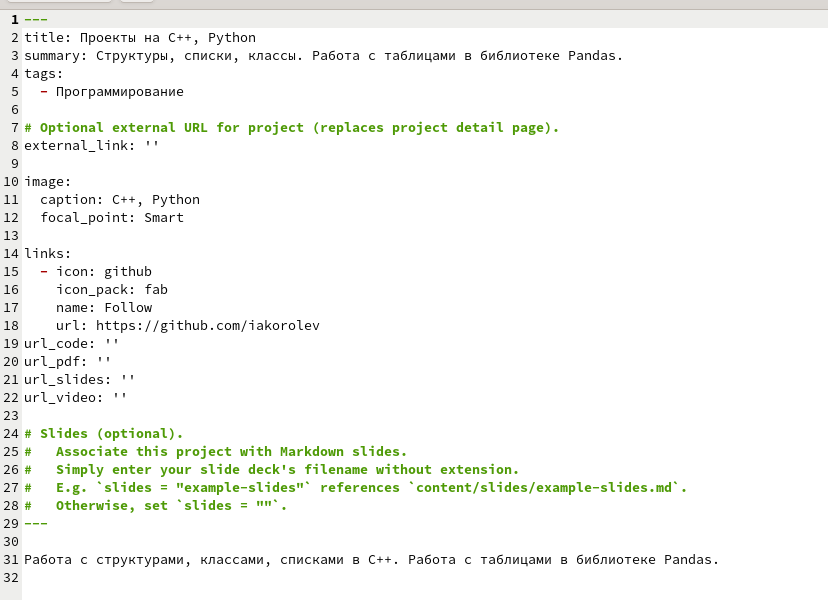 1 ---
2 title: Проекты на C++, Python
3 summary: Структуры, списки, классы. Работа с таблицами в библиотеке Pandas.
4 tags:
5   - Программирование
6
7 # Optional external URL for project (replaces project detail page).
8 external_link: ''
9
10 image:
11   caption: C++, Python
12   focal_point: Smart
13
14 links:
15   - icon: github
16     icon_pack: fab
17     name: Follow
18     url: https://github.com/iakorolev
19 url_code: ''
20 url_pdf: ''
21 url_slides: ''
22 url_video: ''
23
24 # Slides (optional).
25 #   Associate this project with Markdown slides.
26 #   Simply enter your slide deck's filename without extension.
27 #   E.g. `slides = "example-slides"` references `content/slides/example-slides.md`.
28 #   Otherwise, set `slides = ""`.
29 ---
30
31 Работа с структурами, классами, списками в C++. Работа с таблицами в библиотеке Pandas.
32